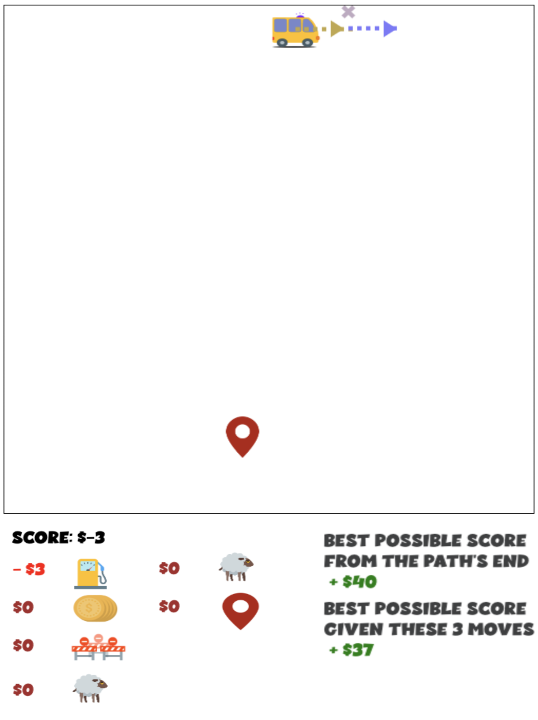 SCORE: $-3
- $3
$0
$0
$0
$0
$0
$
BEST POSSIBLE SCORE
FROM THE PATH'S END
+ $40
BEST POSSIBLE SCORE
GIVEN THESE 3 MOVES
+ $37